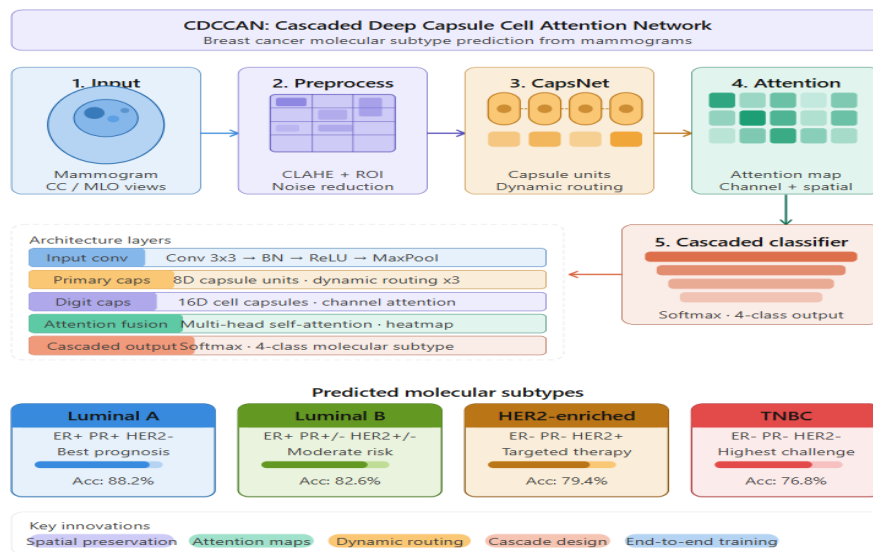 CDCCAN: Cascaded Deep Capsule Cell Attention Network
Breast cancer molecular subtype prediction from mammograms
1. Input
Mammogram
CC / MLO views
2. Preprocess
CLAHE + ROI
Noise reduction
3. CapsNet
Capsule units
Dynamic routing
4. Attention
Attention map
Channel + spatial
5. Cascaded classifier
Softmax · 4-class output
Architecture layers
Input conv Conv 3x3 → BN → ReLU → MaxPool
Primary caps 8D capsule units · dynamic routing x3
Digit caps 16D cell capsules · channel attention
Attention fusion Multi-head self-attention · heatmap
Cascaded output Softmax · 4-class molecular subtype
Predicted molecular subtypes
Luminal A
ER+ PR+ HER2-
Best prognosis
Acc: 88.2%
Luminal B
ER+ PR+/- HER2+/-
Moderate risk
Acc: 82.6%
HER2-enriched
ER- PR- HER2+
Targeted therapy
Acc: 79.4%
TNBC
ER- PR- HER2-
Highest challenge
Acc: 76.8%
Key innovations
Spatial preservation Attention maps Dynamic routing Cascade design End-to-end training